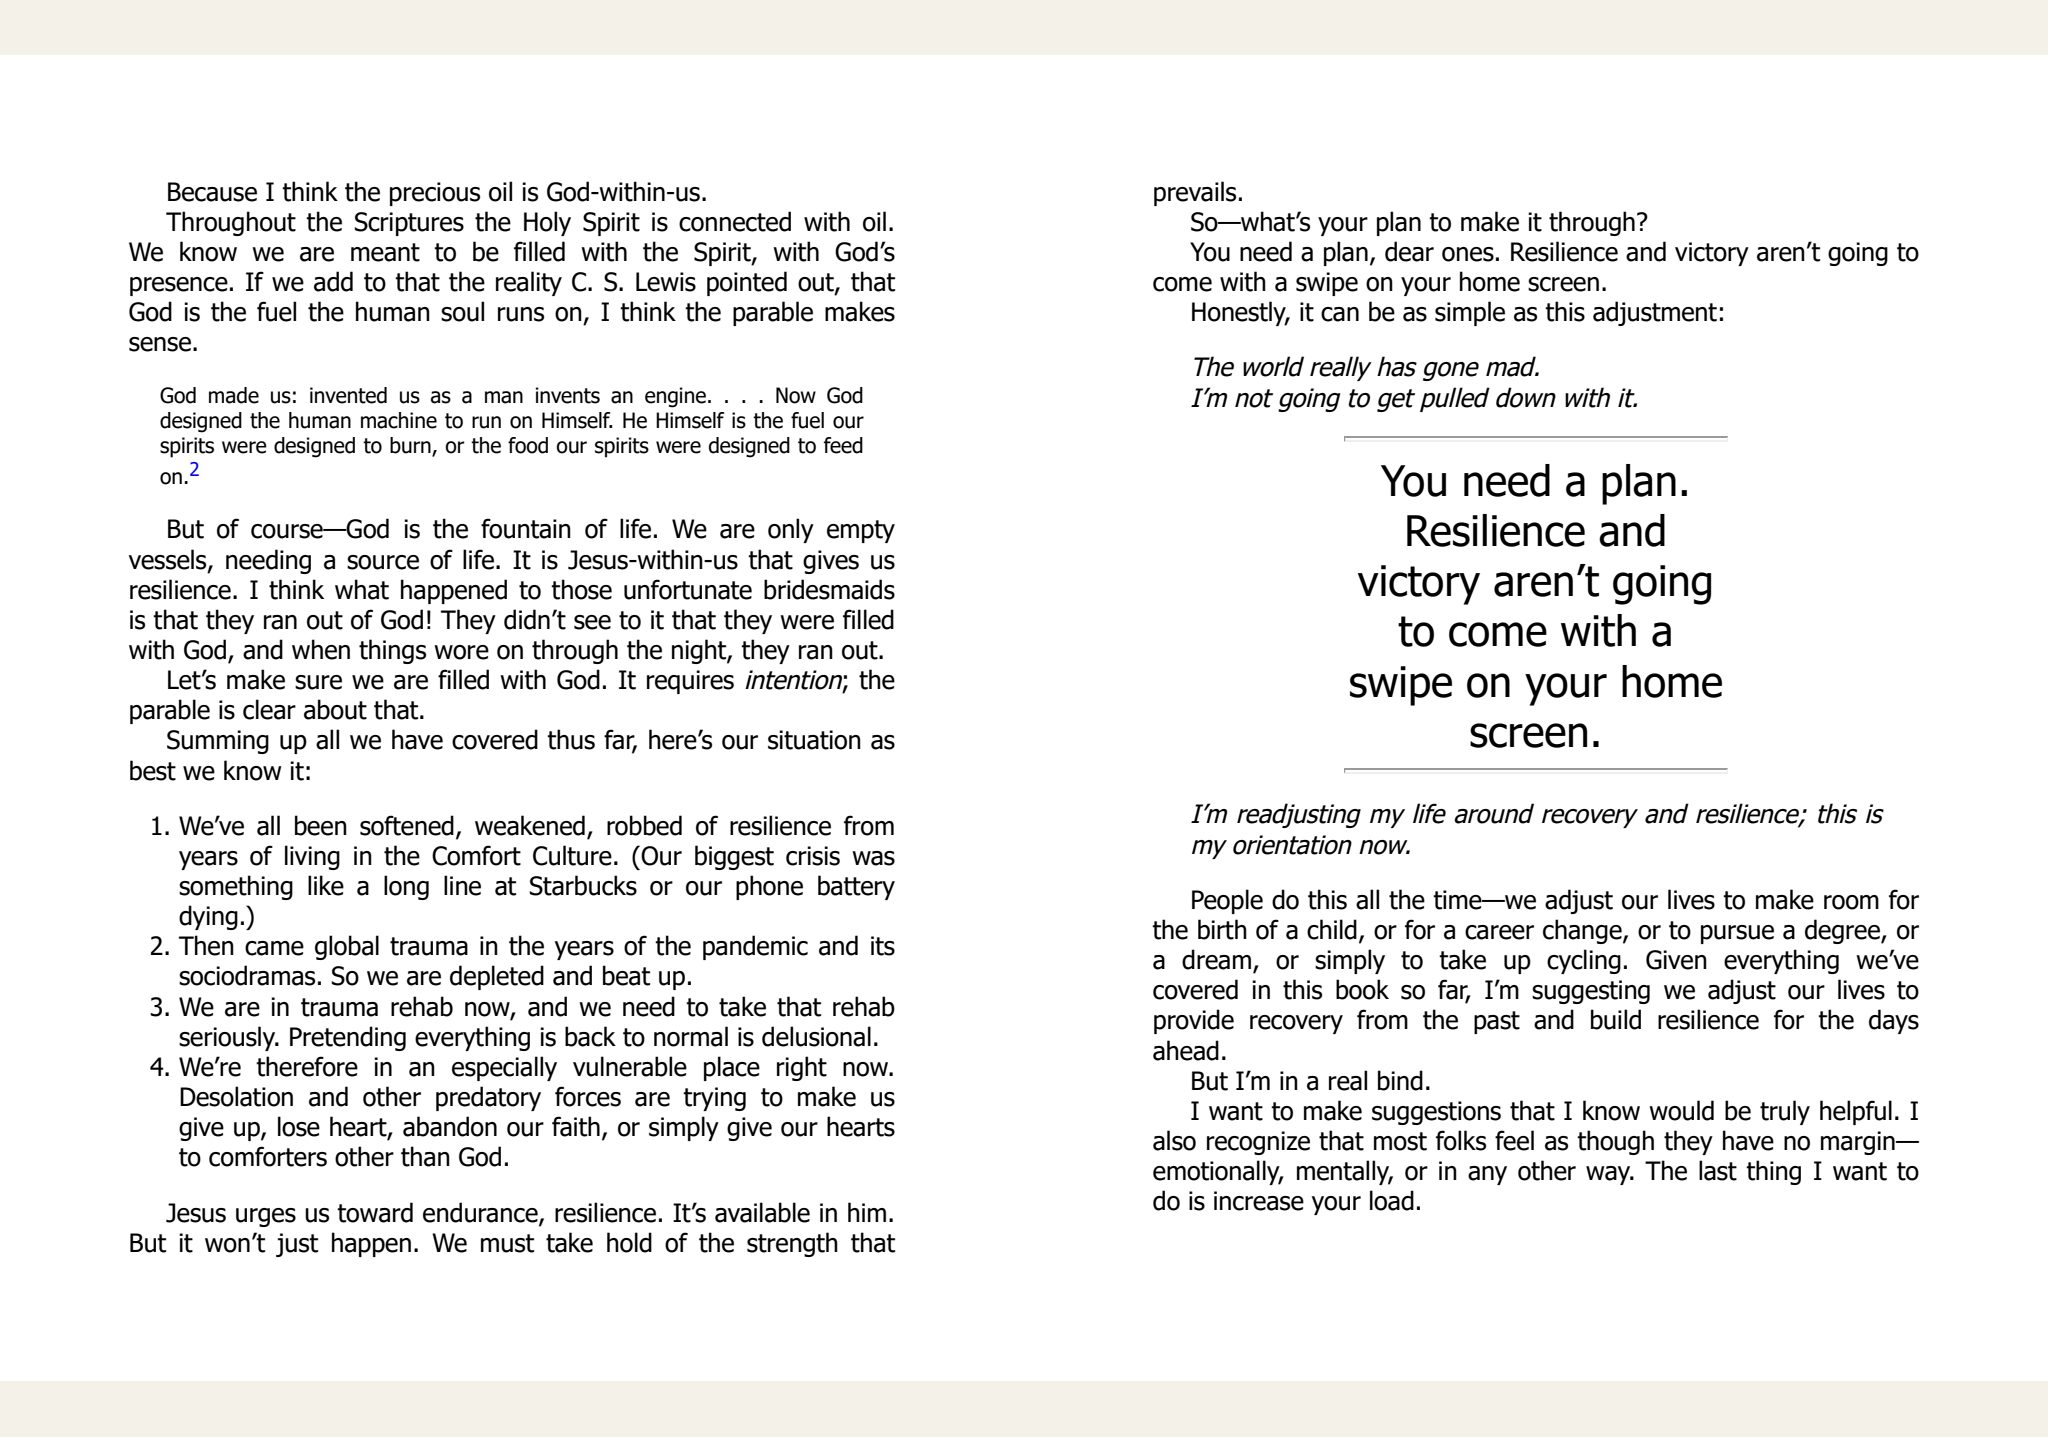 Because I think the precious oil is God-within-us.
Throughout the Scriptures the Holy Spirit is connected with oil.
We know we are meant to be filled with the Spirit, with God’s
presence. If we add to that the reality C. S. Lewis pointed out, that
God is the fuel the human soul runs on, I think the parable makes
sense.
God made us: invented us as a man invents an engine. . . . Now God
designed the human machine to run on Himself. He Himself is the fuel our
spirits were designed to burn, or the food our spirits were designed to feed
on.2
But of course—God is the fountain of life. We are only empty
vessels, needing a source of life. It is Jesus-within-us that gives us
resilience. I think what happened to those unfortunate bridesmaids
is that they ran out of God! They didn’t see to it that they were filled
with God, and when things wore on through the night, they ran out.
Let’s make sure we are filled with God. It requires intention; the
parable is clear about that.
Summing up all we have covered thus far, here’s our situation as
best we know it:
1. We’ve all been softened, weakened, robbed of resilience from
years of living in the Comfort Culture. (Our biggest crisis was
something like a long line at Starbucks or our phone battery
dying.)
2. Then came global trauma in the years of the pandemic and its
sociodramas. So we are depleted and beat up.
3. We are in trauma rehab now, and we need to take that rehab
seriously. Pretending everything is back to normal is delusional.
4. We’re therefore in an especially vulnerable place right now.
Desolation and other predatory forces are trying to make us
give up, lose heart, abandon our faith, or simply give our hearts
to comforters other than God.
Jesus urges us toward endurance, resilience. It’s available in him.
But it won’t just happen. We must take hold of the strength that
prevails.
So—what’s your plan to make it through?
You need a plan, dear ones. Resilience and victory aren’t going to
come with a swipe on your home screen.
Honestly, it can be as simple as this adjustment:
The world really has gone mad.
I’m not going to get pulled down with it.
You need a plan.
Resilience and
victory aren’t going
to come with a
swipe on your home
screen.
I’m readjusting my life around recovery and resilience; this is
my orientation now.
People do this all the time—we adjust our lives to make room for
the birth of a child, or for a career change, or to pursue a degree, or
a dream, or simply to take up cycling. Given everything we’ve
covered in this book so far, I’m suggesting we adjust our lives to
provide recovery from the past and build resilience for the days
ahead.
But I’m in a real bind.
I want to make suggestions that I know would be truly helpful. I
also recognize that most folks feel as though they have no margin—
emotionally, mentally, or in any other way. The last thing I want to
do is increase your load.